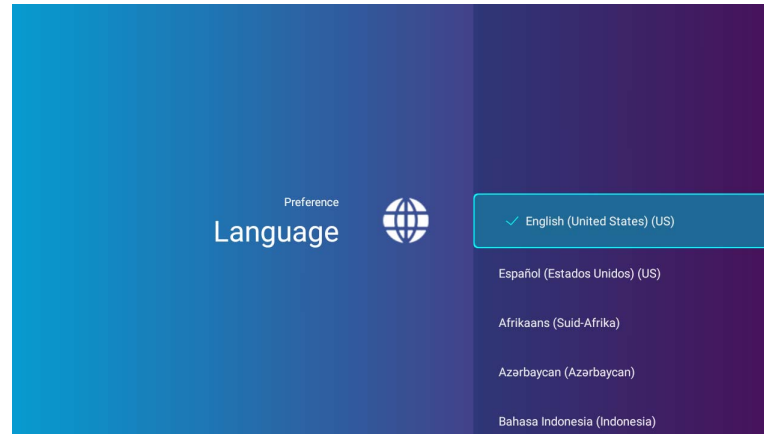 Preference
Language
English (United States) (US)
Español (Estados Unidos) (US)
Afrikaans (Suid-Afrika)
Azərbaycan (Azərbaycan)
Bahasa Indonesia (Indonesia)